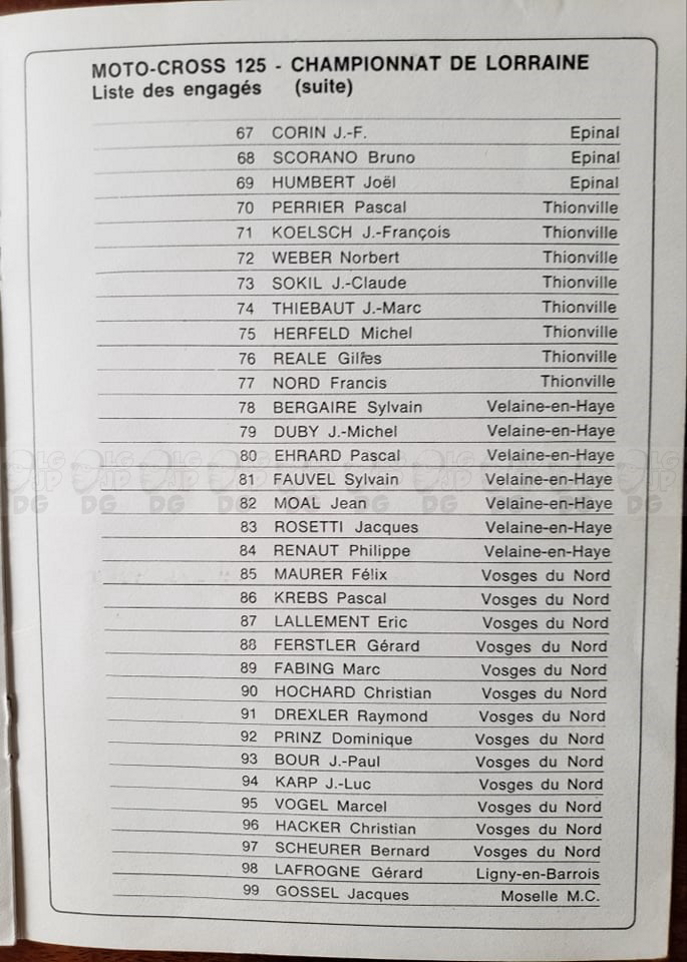 MOTO-CROSS 125 - CHAMPIONNAT DE LORRAINE
Liste des engagés (suite)
67 CORIN J.-F. Epinal
68 SCORANO Bruno Epinal
69 HUMBERT Joël Epinal
70 PERRIER Pascal Thionville
71 KOELSCH J.-François Thionville
72 WEBER Norbert Thionville
73 SOKIL J.-Claude Thionville
74 THIEBAUT J.-Marc Thionville
75 HERFELD Michel Thionville
76 REALE Gilles Thionville
77 NORD Francis Thionville
78 BERGAIRE Sylvain Velaine-en-Haye
79 DUBY J.-Michel Velaine-en-Haye
80 EHRARD Pascal Velaine-en-Haye
81 FAUVEL Sylvain Velaine-en-Haye
82 MOAL Jean Velaine-en-Haye
83 ROSETTI Jacques Velaine-en-Haye
84 RENAUT Philippe Velaine-en-Haye
85 MAURER Félix Vosges du Nord
86 KREBS Pascal Vosges du Nord
87 LALLEMENT Eric Vosges du Nord
88 FERSTLER Gérard Vosges du Nord
89 FABING Marc Vosges du Nord
90 HOCHARD Christian Vosges du Nord
91 DREXLER Raymond Vosges du Nord
92 PRINZ Dominique Vosges du Nord
93 BOUR J.-Paul Vosges du Nord
94 KARP J.-Luc Vosges du Nord
95 VOGEL Marcel Vosges du Nord
96 HACKER Christian Vosges du Nord
97 SCHEURER Bernard Vosges du Nord
98 LAFROGNE Gérard Ligny-en-Barrois
99 GOSSEL Jacques Moselle M.C.